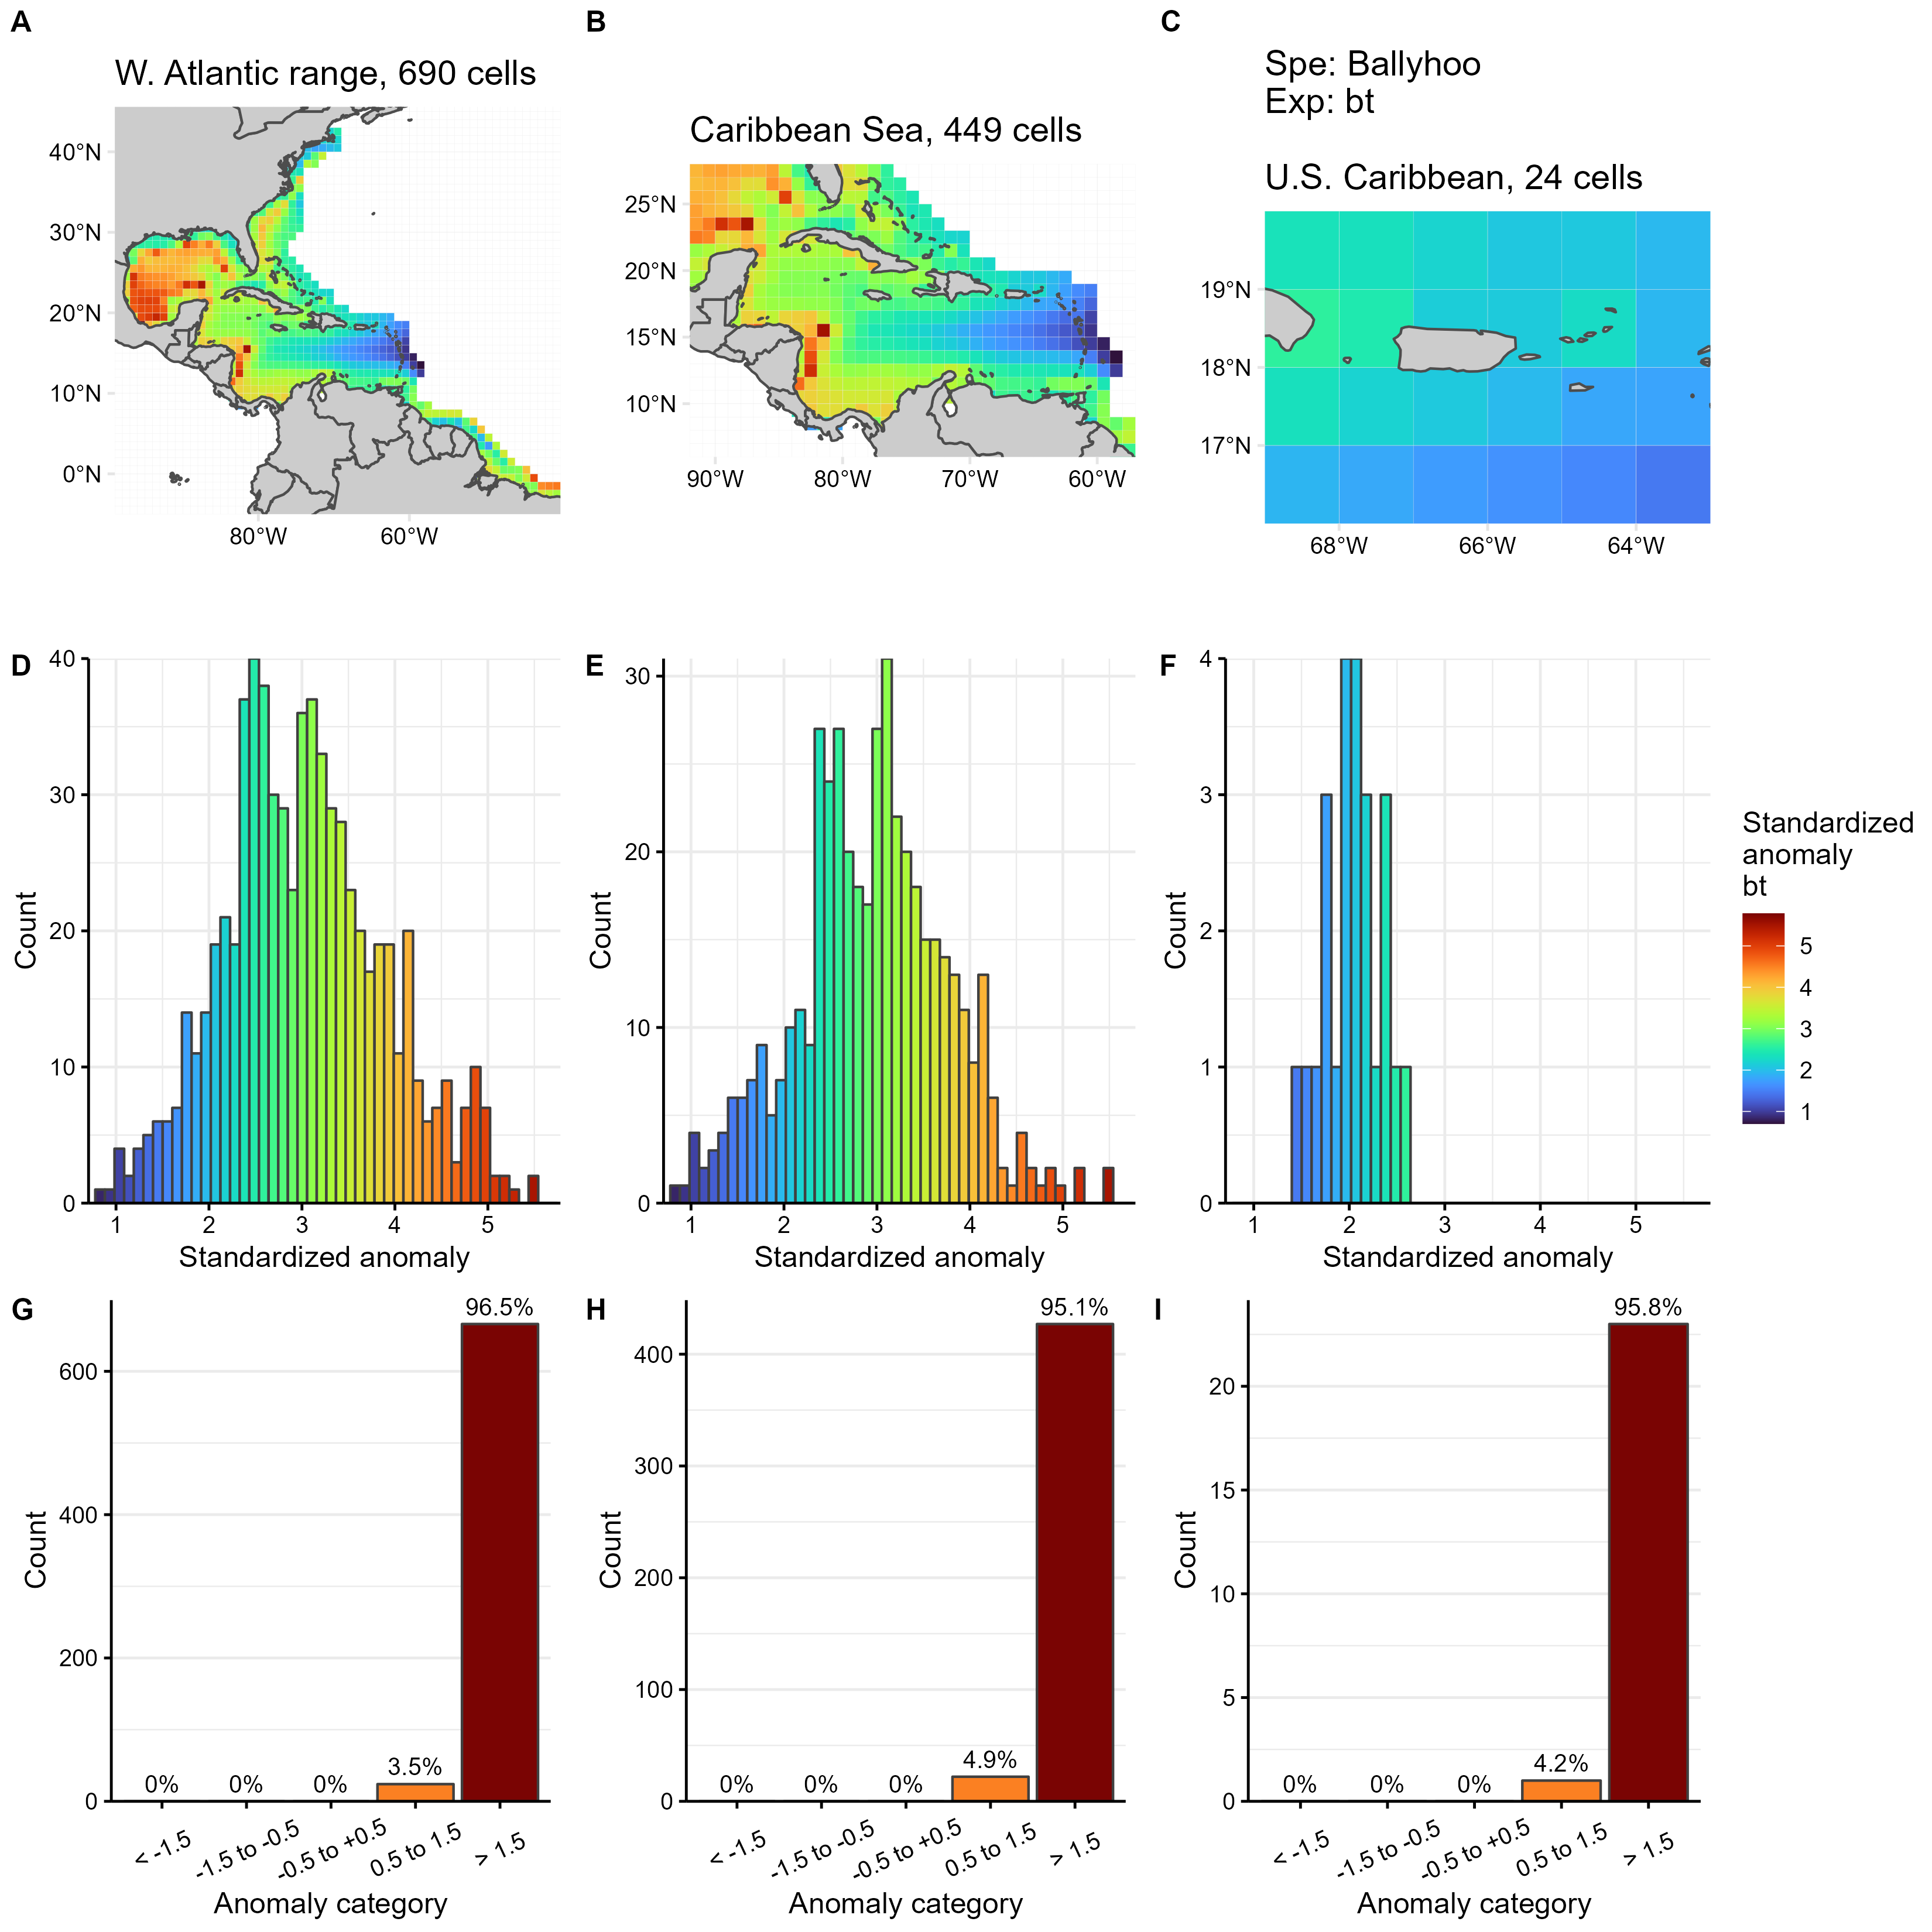 A
B
C
W. Atlantic range, 690 cells
Caribbean Sea, 449 cells
Spe: Ballyhoo
Exp: bt
U.S. Caribbean, 24 cells
40°N
30°N
20°N
10°N
0°N
80°W
60°W
25°N
20°N
15°N
10°N
90°W
80°W
70°W
60°W
19°N
18°N
17°N
68°W
66°W
64°W
D
40
30
20
10
0
Count
1
2
3
4
5
Standardized anomaly
E
30
20
10
0
Count
1
2
3
4
5
Standardized anomaly
F
4
3
2
1
0
Count
1
2
3
4
5
Standardized anomaly
Standardized
anomaly
bt
5
4
3
2
1
G
600
400
200
0
Count
0%
0%
0%
3.5%
96.5%
< -1.5
-1.5 to -0.5
-0.5 to +0.5
0.5 to 1.5
> 1.5
Anomaly category
H
400
300
200
100
0
Count
0%
0%
0%
4.9%
95.1%
< -1.5
-1.5 to -0.5
-0.5 to +0.5
0.5 to 1.5
> 1.5
Anomaly category
I
20
15
10
5
0
Count
0%
0%
0%
4.2%
95.8%
< -1.5
-1.5 to -0.5
-0.5 to +0.5
0.5 to 1.5
> 1.5
Anomaly category